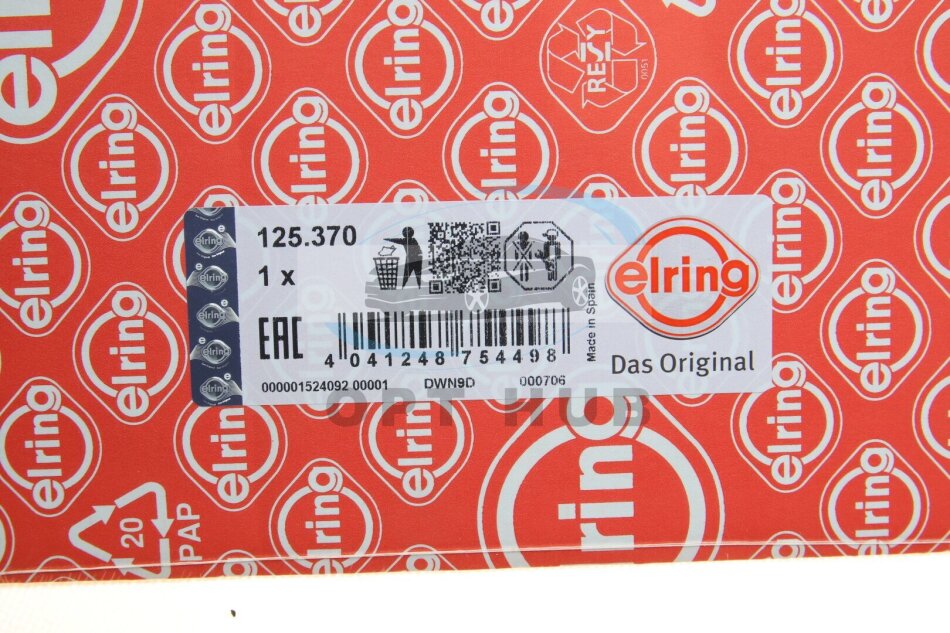 125.370
1 x
EAC
4 041248 754498
000001524092 00001 DWN9D 000706
Made in Spain
elring
Das Original
OPT HUB
RESY
0051
20
PAP